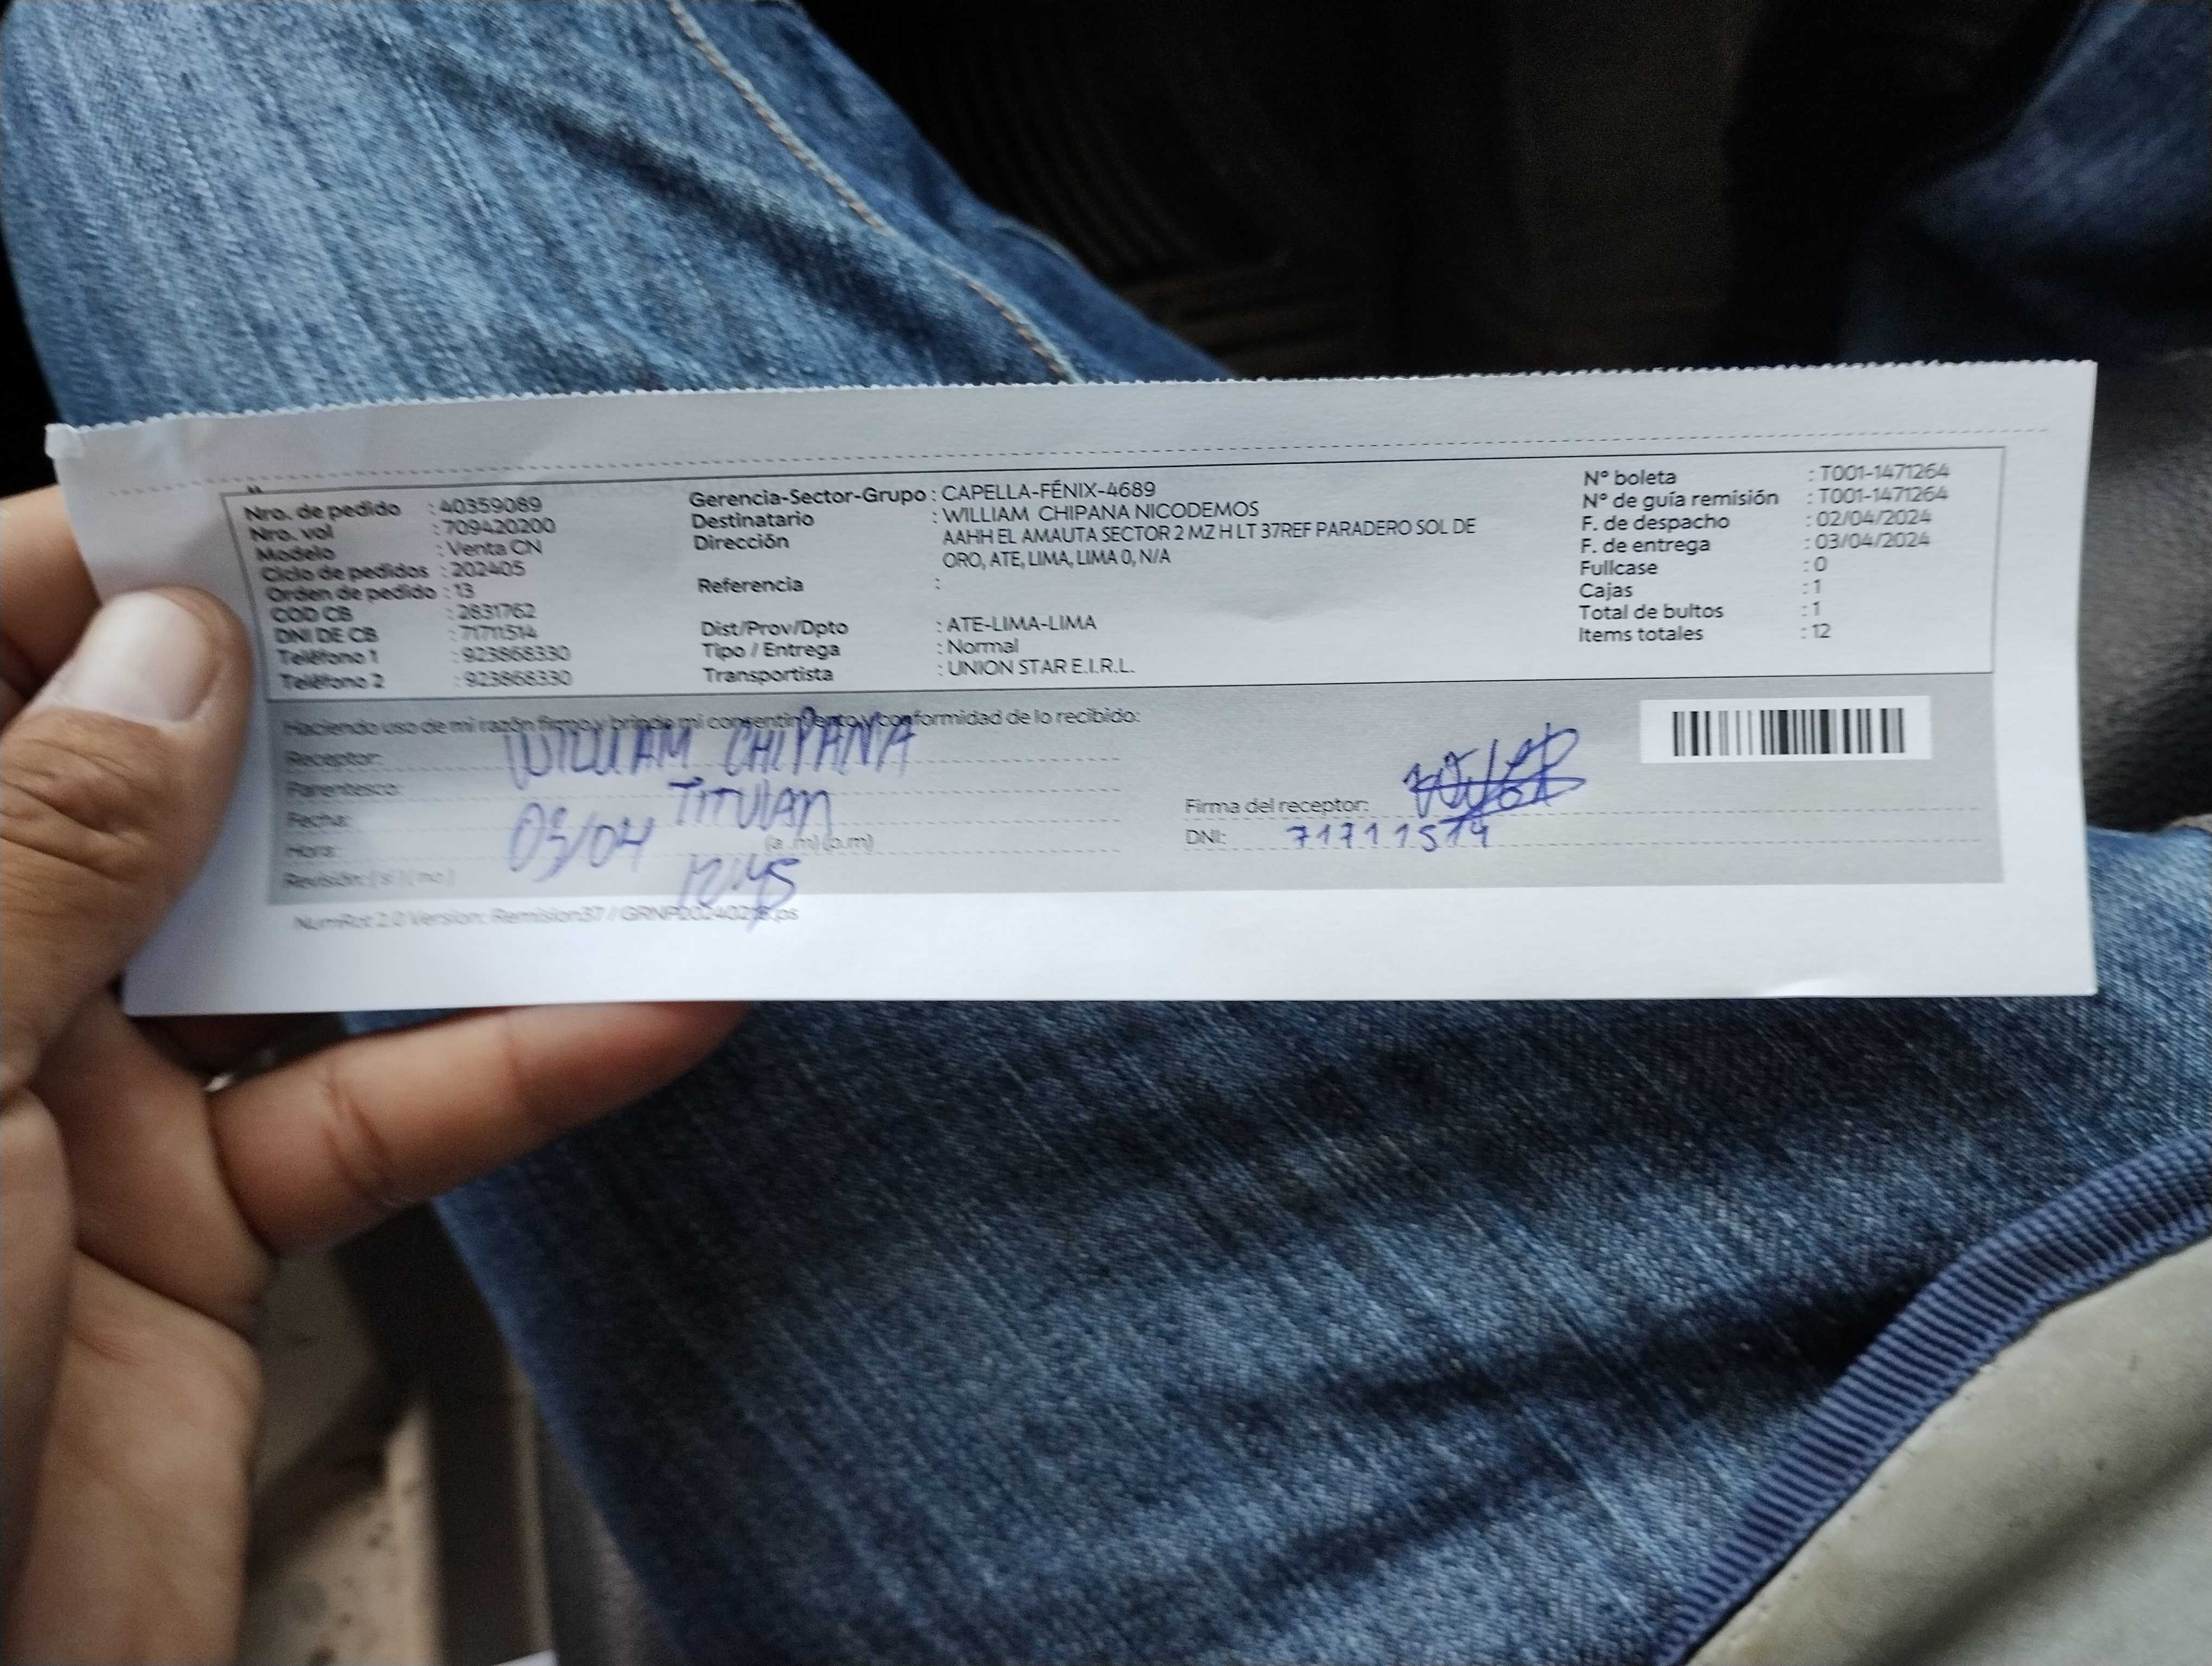 Nro. de pedido : 40359089
Nro. vol : 709420200
Modelo : Venta CN
Ciclo de pedidos : 202405
Orden de pedido : 13
COD CB : 2831762
DNI DE CB : 71711514
Teléfono 1 : 923868330
Teléfono 2 : 923868330
Gerencia-Sector-Grupo : CAPELLA-FÉNIX-4689
Destinatario : WILLIAM CHIPANA NICODEMOS
Dirección AAHH EL AMAUTA SECTOR 2 MZ H LT 37REF PARADERO SOL DE
ORO, ATE, LIMA, LIMA 0, N/A
Referencia :
Dist/Prov/Dpto : ATE-LIMA-LIMA
Tipo / Entrega : Normal
Transportista : UNION STAR E.I.R.L.
N° boleta : T001-1471264
N° de guía remisión : T001-1471264
F. de despacho : 02/04/2024
F. de entrega : 03/04/2024
Fullcase : 0
Cajas : 1
Total de bultos : 1
Items totales : 12
Haciendo uso de mi razón firmo y brindo mi consentimiento y conformidad de lo recibido:
Receptor: WILLIAM CHIPANA
Parentesco: TITULAR
Fecha: 03/04
Hora: (a .m) (p.m) 12:45
Revisión: ( si ) ( no )
Firma del receptor:
DNI: 71711514
NumRot 2.0 Version: Remision37 /